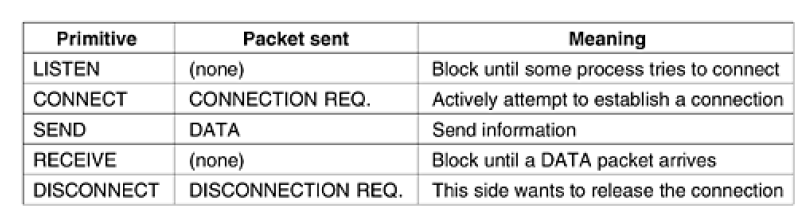 Primitive Packet sent Meaning
LISTEN (none) Block until some process tries to connect
CONNECT CONNECTION REQ. Actively attempt to establish a connection
SEND DATA Send information
RECEIVE (none) Block until a DATA packet arrives
DISCONNECT DISCONNECTION REQ. This side wants to release the connection